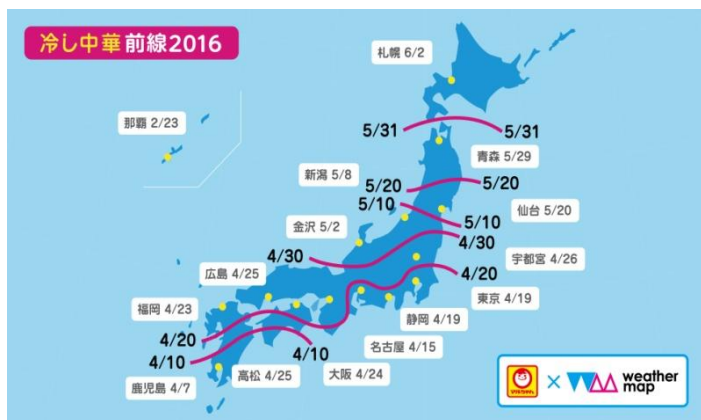 冷し中華前線2016
札幌 6/2
那覇 2/23
5/31
5/31
青森 5/29
新潟 5/8
5/20
5/20
5/10
仙台 5/20
5/10
金沢 5/2
4/30
4/30
宇都宮 4/26
広島 4/25
4/20
東京 4/19
福岡 4/23
静岡 4/19
4/20
名古屋 4/15
4/10
4/10
鹿児島 4/7
高松 4/25
大阪 4/24
× weather
map